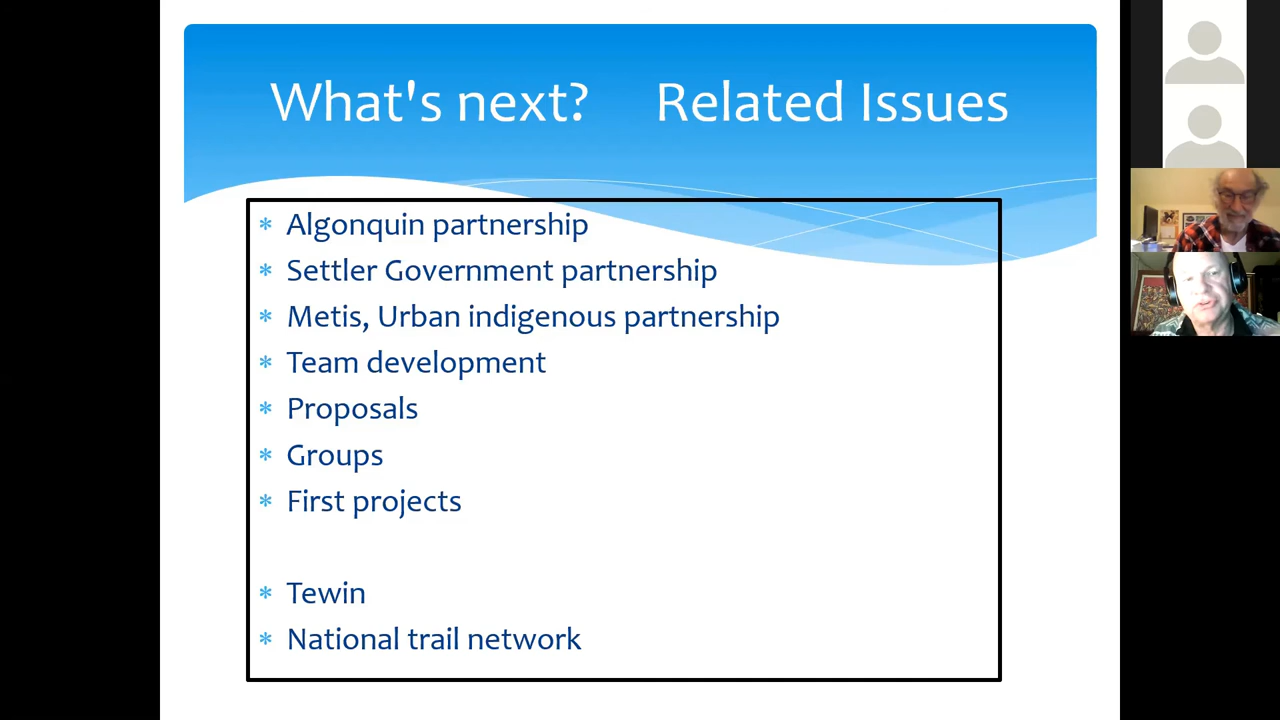 What's next? Related Issues
* Algonquin partnership
* Settler Government partnership
* Metis, Urban indigenous partnership
* Team development
* Proposals
* Groups
* First projects
* Tewin
* National trail network